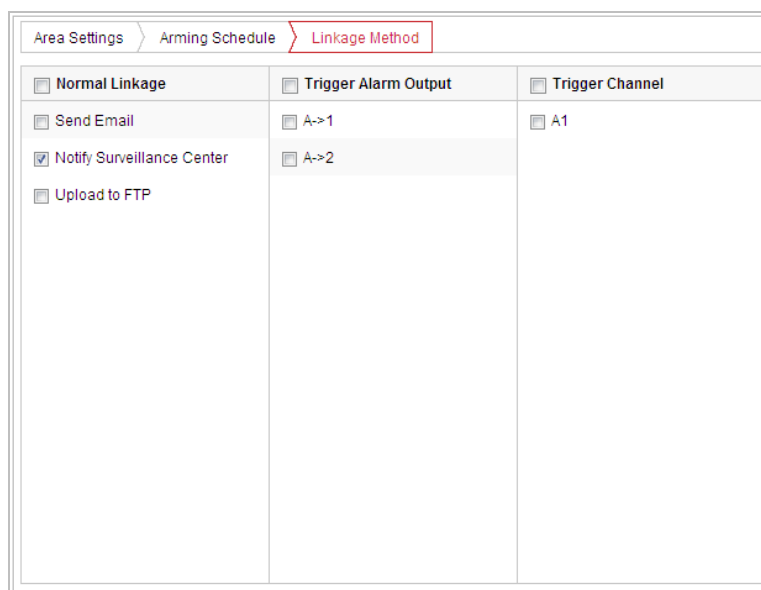 Area Settings Arming Schedule Linkage Method
Normal Linkage Trigger Alarm Output Trigger Channel
Send Email A->1 A1
Notify Surveillance Center A->2
Upload to FTP